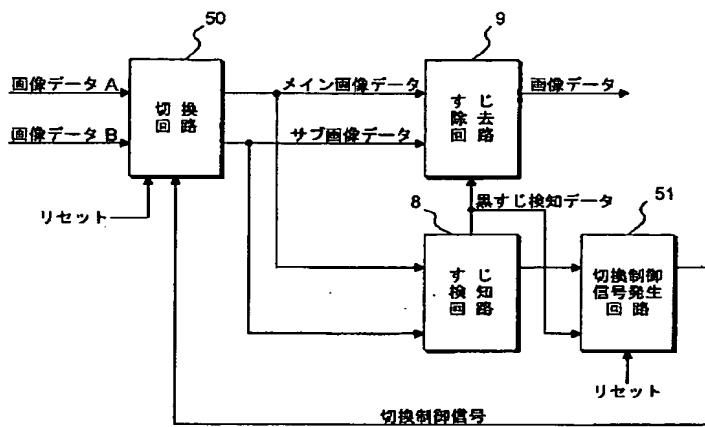 50
9
画像データ A
画像データ B
切換
回路
メイン画像データ
サブ画像データ
すじ
除去
回路
画像データ
リセット
8
黒すじ検知データ
51
すじ
検知
回路
切換制御
信号発生
回路
リセット
切換制御信号